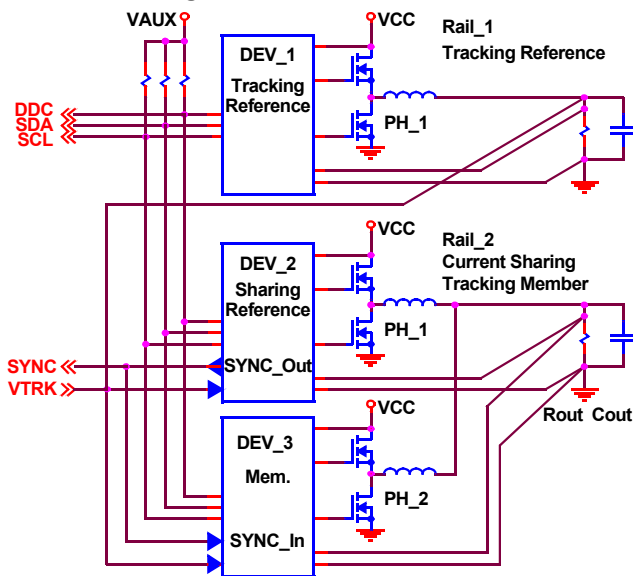 VAUX
VCC
Rail_1
Tracking Reference
DEV_1
Tracking
Reference
DDC
SDA
SCL
PH_1
VCC
Rail_2
Current Sharing
Tracking Member
DEV_2
Sharing
Reference
PH_1
SYNC
SYNC_Out
VTRK
Rout Cout
VCC
DEV_3
Mem.
PH_2
SYNC_In